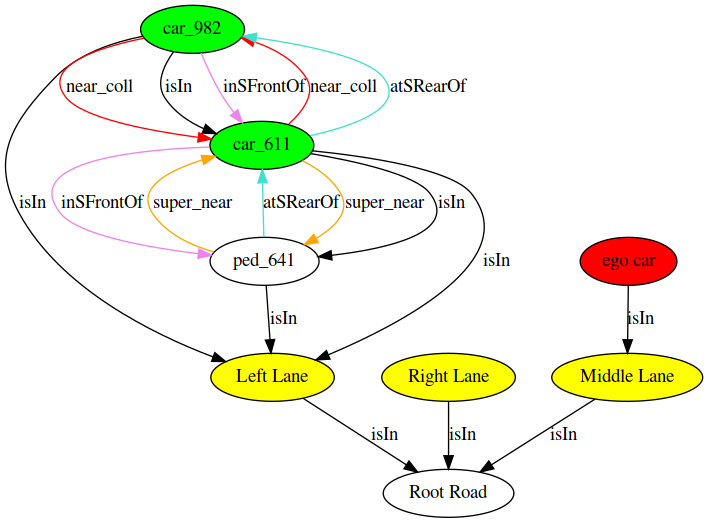 car_982
near_coll
isIn
inSFrontOf
near_coll
atSRearOf
car_611
isIn
inSFrontOf
super_near
atSRearOf
super_near
isIn
ped_641
ego car
isIn
isIn
isIn
Left Lane
Right Lane
Middle Lane
isIn
isIn
isIn
Root Road